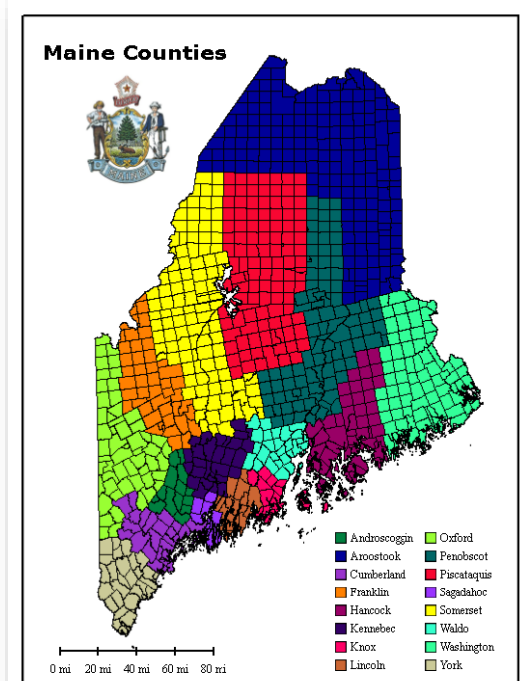 Maine Counties
Androscoggin
Aroostook
Cumberland
Franklin
Hancock
Kennebec
Knox
Lincoln
Oxford
Penobscot
Piscataquis
Sagadahoc
Somerset
Waldo
Washington
York
0 mi 20 mi 40 mi 60 mi 80 mi